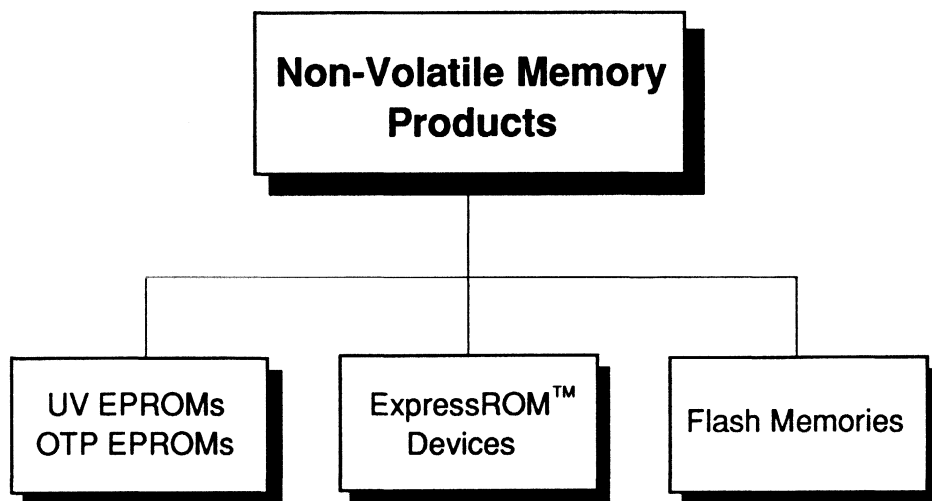 Non-Volatile Memory
Products
UV EPROMs
OTP EPROMs
ExpressROM™
Devices
Flash Memories